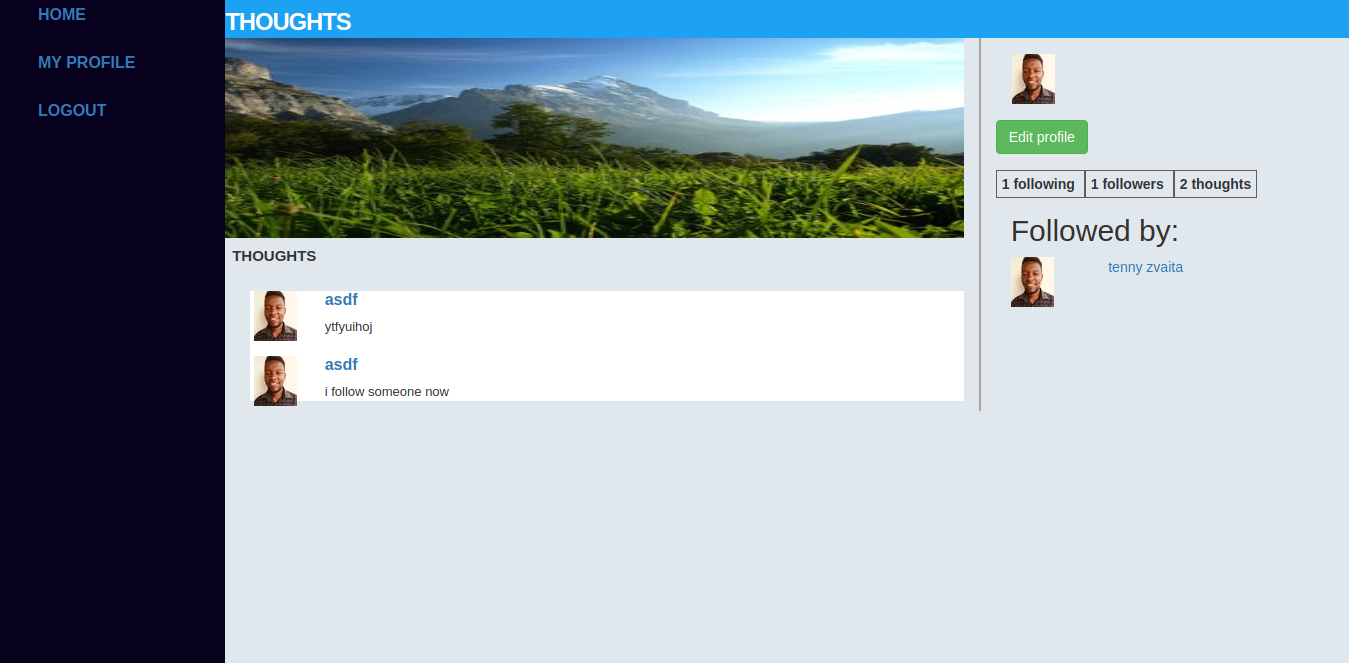 HOME
MY PROFILE
LOGOUT
THOUGHTS
THOUGHTS
asdf
ytfyuihoj
asdf
i follow someone now
Edit profile
1 following 1 followers 2 thoughts
Followed by:
tenny zvaita